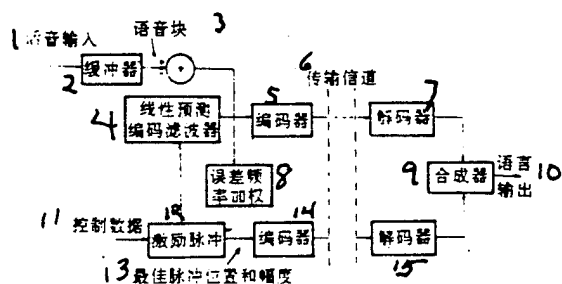 3
语音块
1 语音输入
6
传输信道
缓冲器
2
5
7
线性预测
编码滤波器
4
编码器
解码器
误差频
率加权
8
9
合成器
语言
输出
10
11
控制数据
12
激励脉冲
14
编码器
解码器
13 最佳脉冲位置和幅度
15